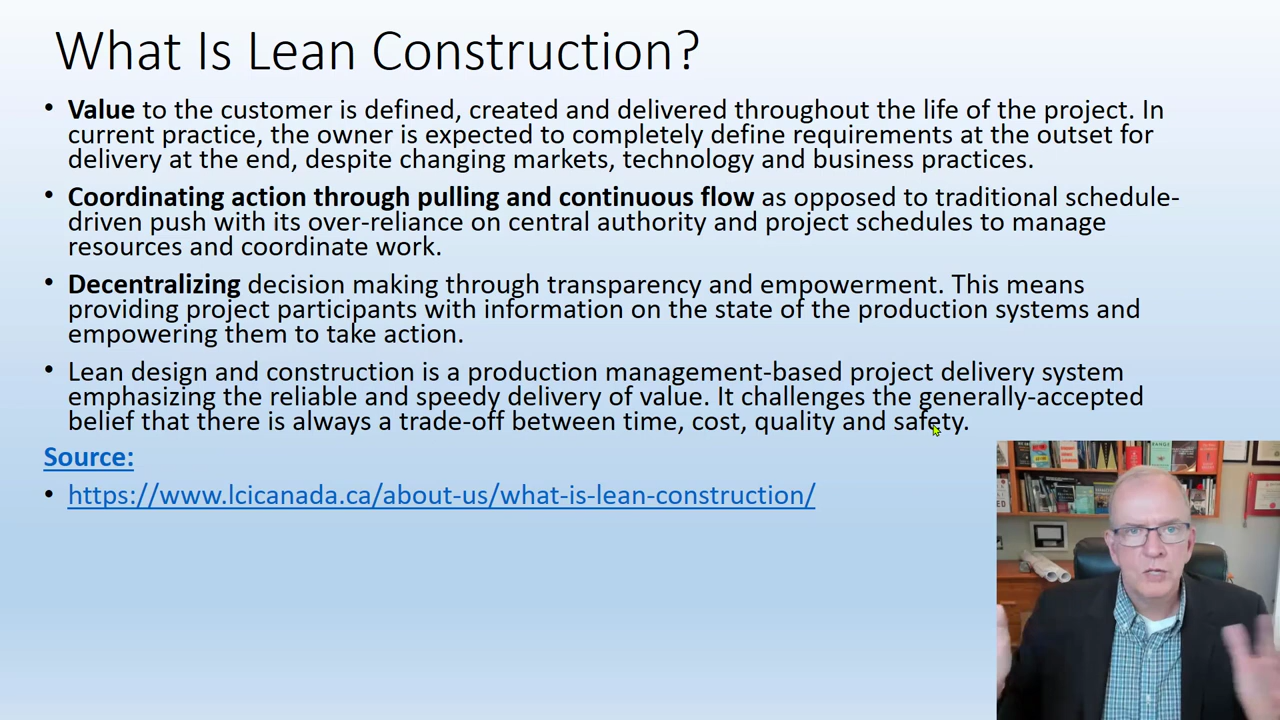 What Is Lean Construction?
• Value to the customer is defined, created and delivered throughout the life of the project. In
current practice, the owner is expected to completely define requirements at the outset for
delivery at the end, despite changing markets, technology and business practices.
• Coordinating action through pulling and continuous flow as opposed to traditional schedule-
driven push with its over-reliance on central authority and project schedules to manage
resources and coordinate work.
• Decentralizing decision making through transparency and empowerment. This means
providing project participants with information on the state of the production systems and
empowering them to take action.
• Lean design and construction is a production management-based project delivery system
emphasizing the reliable and speedy delivery of value. It challenges the generally-accepted
belief that there is always a trade-off between time, cost, quality and safety.
Source:
• https://www.lcicanada.ca/about-us/what-is-lean-construction/